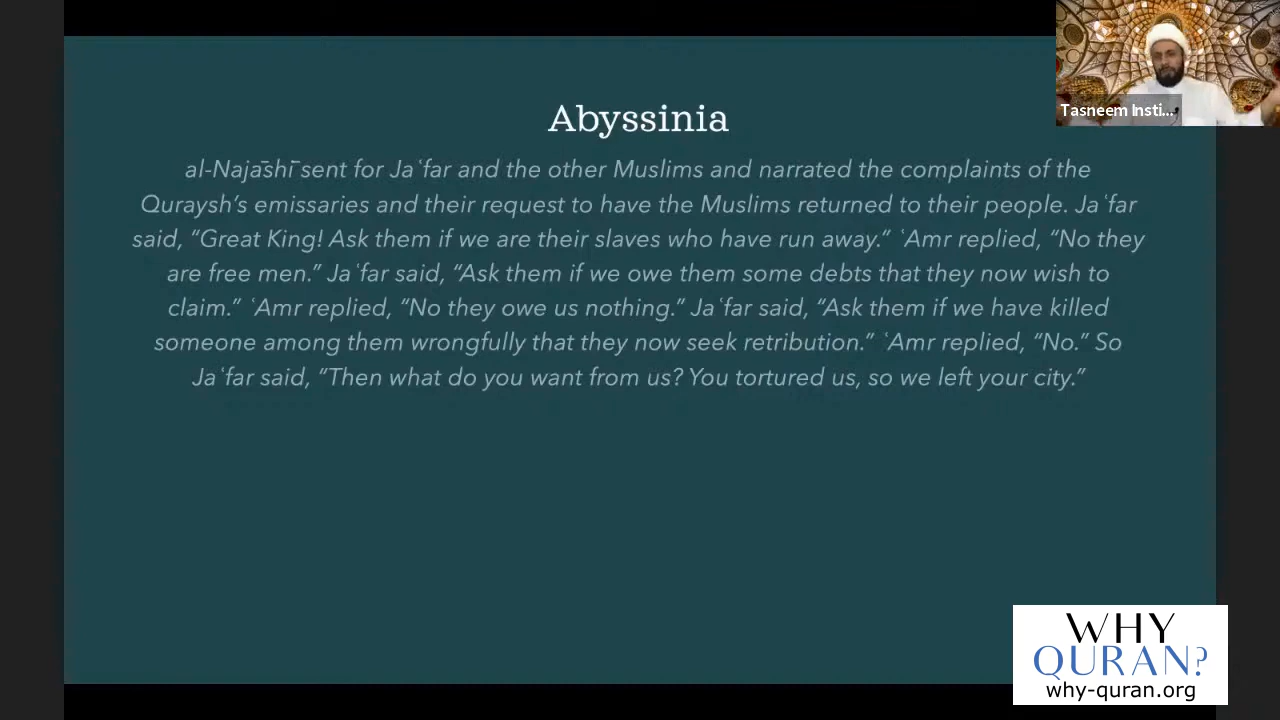 Abyssinia
al-Najāshī sent for Jaʿfar and the other Muslims and narrated the complaints of the
Quraysh’s emissaries and their request to have the Muslims returned to their people. Jaʿfar
said, “Great King! Ask them if we are their slaves who have run away.” ʿAmr replied, “No they
are free men.” Jaʿfar said, “Ask them if we owe them some debts that they now wish to
claim.” ʿAmr replied, “No they owe us nothing.” Jaʿfar said, “Ask them if we have killed
someone among them wrongfully that they now seek retribution.” ʿAmr replied, “No.” So
Jaʿfar said, “Then what do you want from us? You tortured us, so we left your city.”
Tasneem Insti...
WHY
QURAN?
why-quran.org